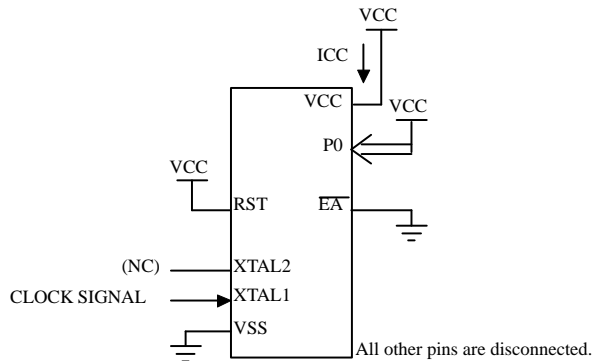 VCC
ICC
VCC
VCC
P0
VCC
RST
EA
(NC)
XTAL2
CLOCK SIGNAL
XTAL1
VSS
All other pins are disconnected.